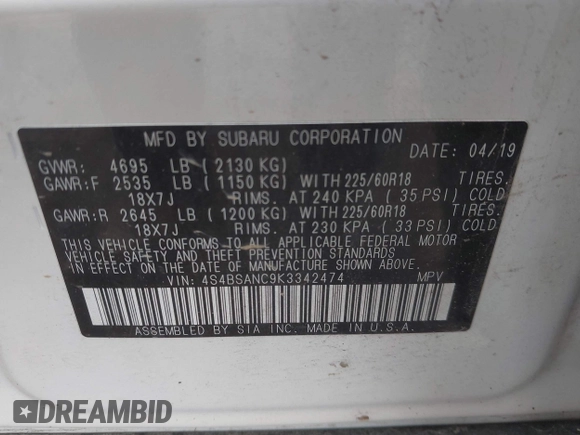 MFD BY SUBARU CORPORATION
GVWR: 4695 LB ( 2130 KG) DATE: 04/19
GAWR:F 2535 LB ( 1150 KG) WITH 225/60R18 TIRES.
18X7J RIMS. AT 240 KPA ( 35 PSI) COLD
GAWR:R 2645 LB ( 1200 KG) WITH 225/60R18 TIRES.
18X7J RIMS. AT 230 KPA ( 33 PSI) COLD
THIS VEHICLE CONFORMS TO ALL APPLICABLE FEDERAL MOTOR
VEHICLE SAFETY AND THEFT PREVENTION STANDARDS
IN EFFECT ON THE DATE OF MANUFACTURE SHOWN ABOVE.
VIN: 4S4BSANC9K3342474 MPV
ASSEMBLED BY SIA INC. MADE IN U.S.A.
DREAMBID